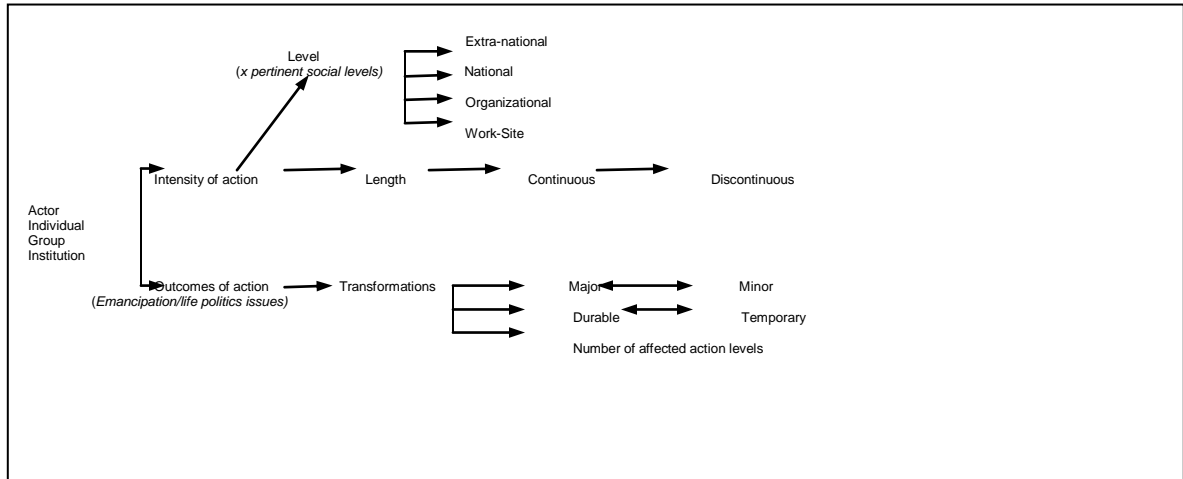 Extra-national
Level
(x pertinent social levels)
National
Organizational
Work-Site
Intensity of action
Length
Continuous
Discontinuous
Actor
Individual
Group
Institution
Outcomes of action
(Emancipation/life politics issues)
Transformations
Major
Minor
Durable
Temporary
Number of affected action levels